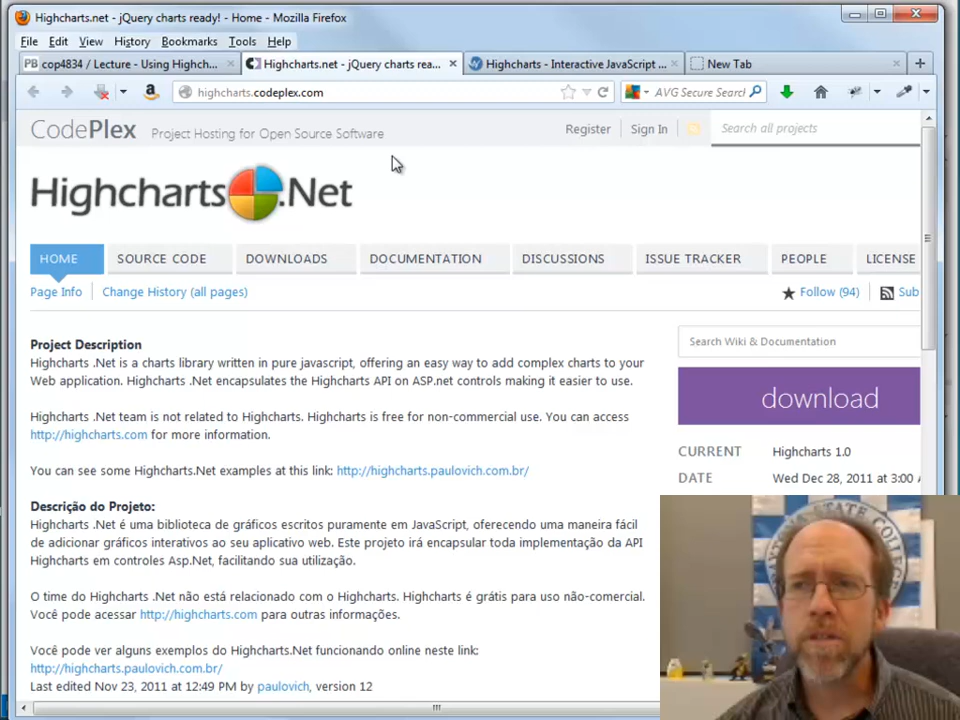 Highcharts.net - jQuery charts ready! - Home - Mozilla Firefox
File Edit View History Bookmarks Tools Help
PB cop4834 / Lecture - Using Highch... Highcharts.net - jQuery charts rea... Highcharts - Interactive JavaScript ... New Tab
highcharts.codeplex.com AVG Secure Search
CodePlex Project Hosting for Open Source Software Register Sign In Search all projects
Highcharts.Net
HOME SOURCE CODE DOWNLOADS DOCUMENTATION DISCUSSIONS ISSUE TRACKER PEOPLE LICENSE
Page Info Change History (all pages) Follow (94) Sub
Project Description
Highcharts .Net is a charts library written in pure javascript, offering an easy way to add complex charts to your
Web application. Highcharts .Net encapsulates the Highcharts API on ASP.net controls making it easier to use.
Highcharts .Net team is not related to Highcharts. Highcharts is free for non-commercial use. You can access
http://highcharts.com for more information.
You can see some Highcharts.Net examples at this link: http://highcharts.paulovich.com.br/
Descrição do Projeto:
Highcharts .Net é uma biblioteca de gráficos escritos puramente em JavaScript, oferecendo uma maneira fácil
de adicionar gráficos interativos ao seu aplicativo web. Este projeto irá encapsular toda implementação da API
Highcharts em controles Asp.Net, facilitando sua utilização.
O time do Highcharts .Net não está relacionado com o Highcharts. Highcharts é grátis para uso não-comercial.
Você pode acessar http://highcharts.com para outras informações.
Você pode ver alguns exemplos do Highcharts.Net funcionando online neste link:
http://highcharts.paulovich.com.br/
Last edited Nov 23, 2011 at 12:49 PM by paulovich, version 12
Search Wiki & Documentation
download
CURRENT Highcharts 1.0
DATE Wed Dec 28, 2011 at 3:00
STATE COLLEGE